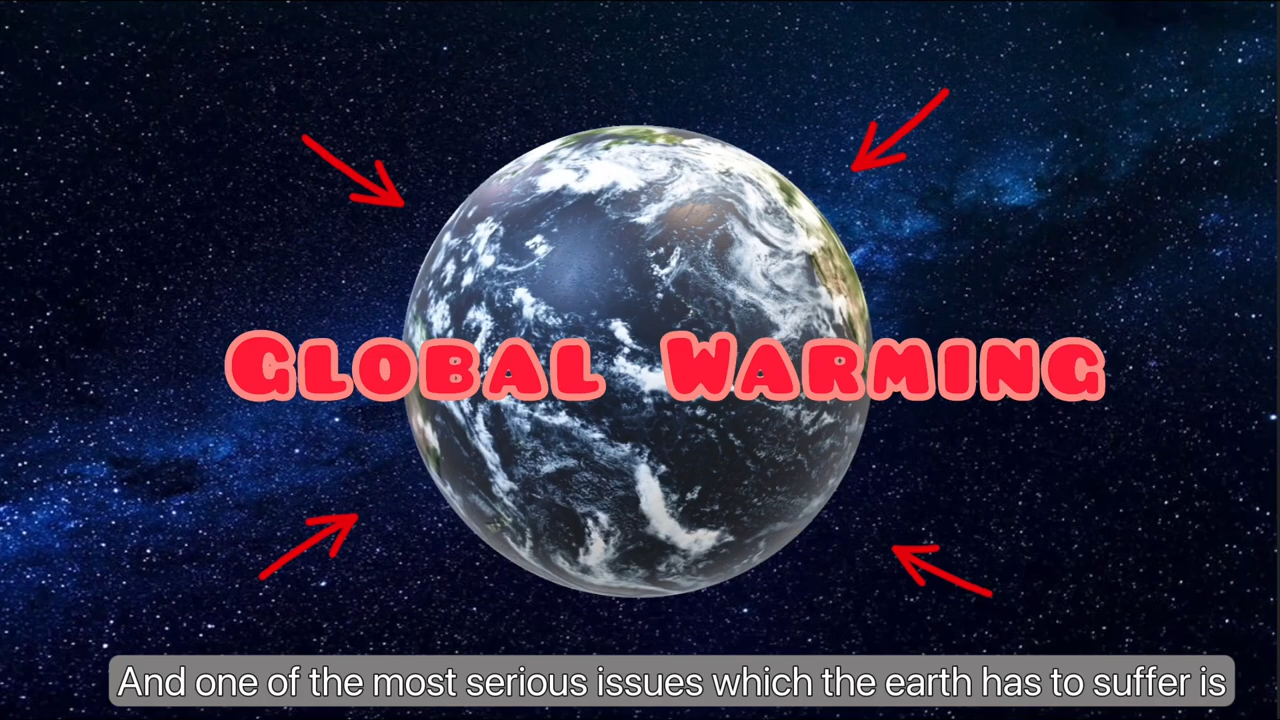 Global Warming
And one of the most serious issues which the earth has to suffer is